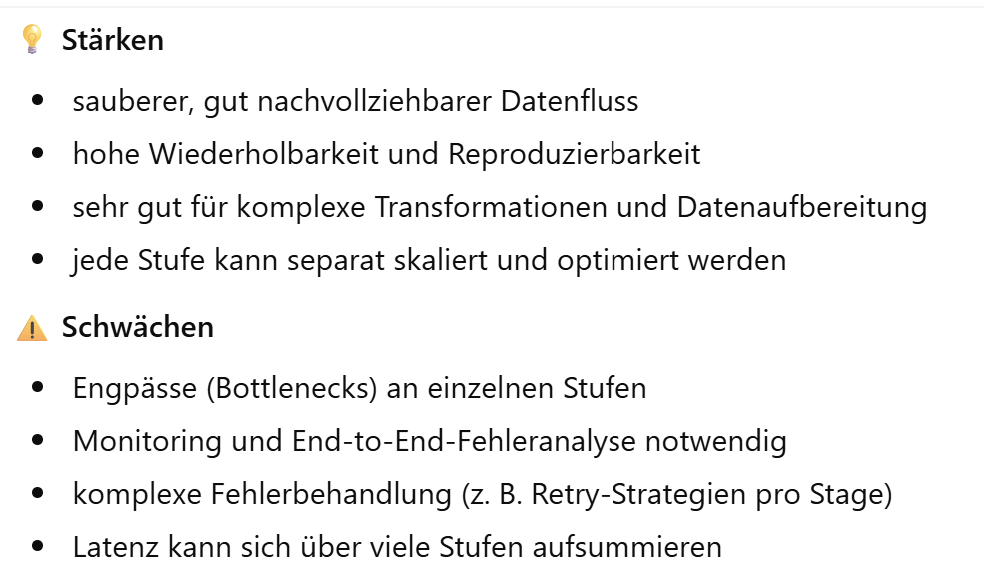 💡 Stärken
• sauberer, gut nachvollziehbarer Datenfluss
• hohe Wiederholbarkeit und Reproduzierbarkeit
• sehr gut für komplexe Transformationen und Datenaufbereitung
• jede Stufe kann separat skaliert und optimiert werden
⚠️ Schwächen
• Engpässe (Bottlenecks) an einzelnen Stufen
• Monitoring und End-to-End-Fehleranalyse notwendig
• komplexe Fehlerbehandlung (z. B. Retry-Strategien pro Stage)
• Latenz kann sich über viele Stufen aufsummieren